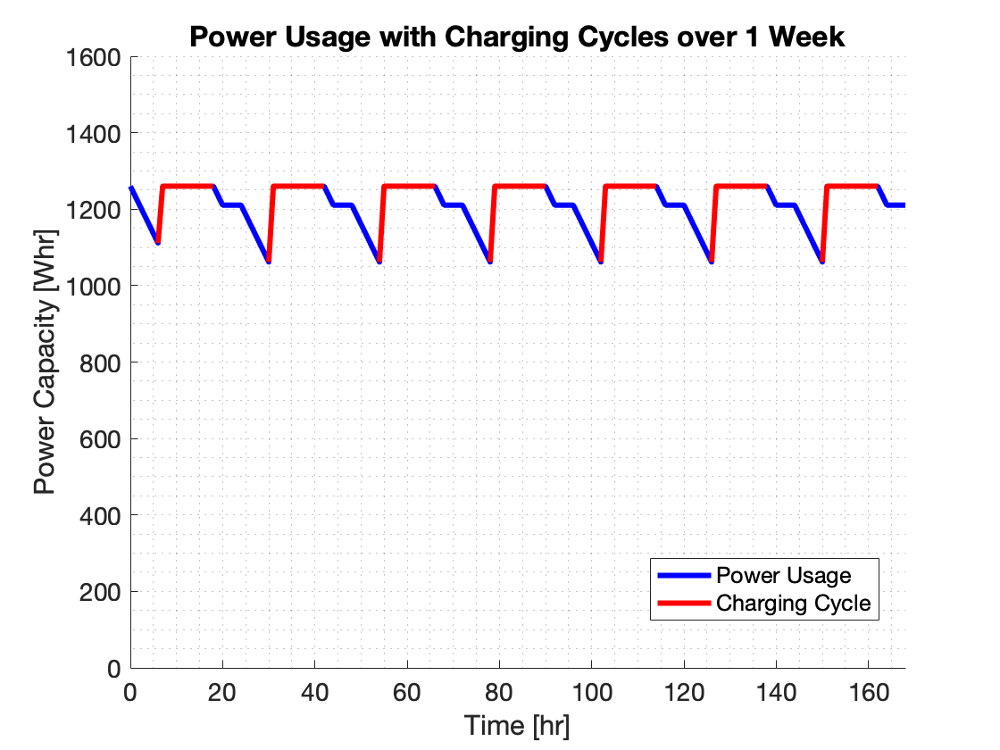 Power Usage with Charging Cycles over 1 Week
1600
1400
1200
1000
800
600
400
200
0
Power Capacity [Whr]
0 20 40 60 80 100 120 140 160
Time [hr]
Power Usage
Charging Cycle